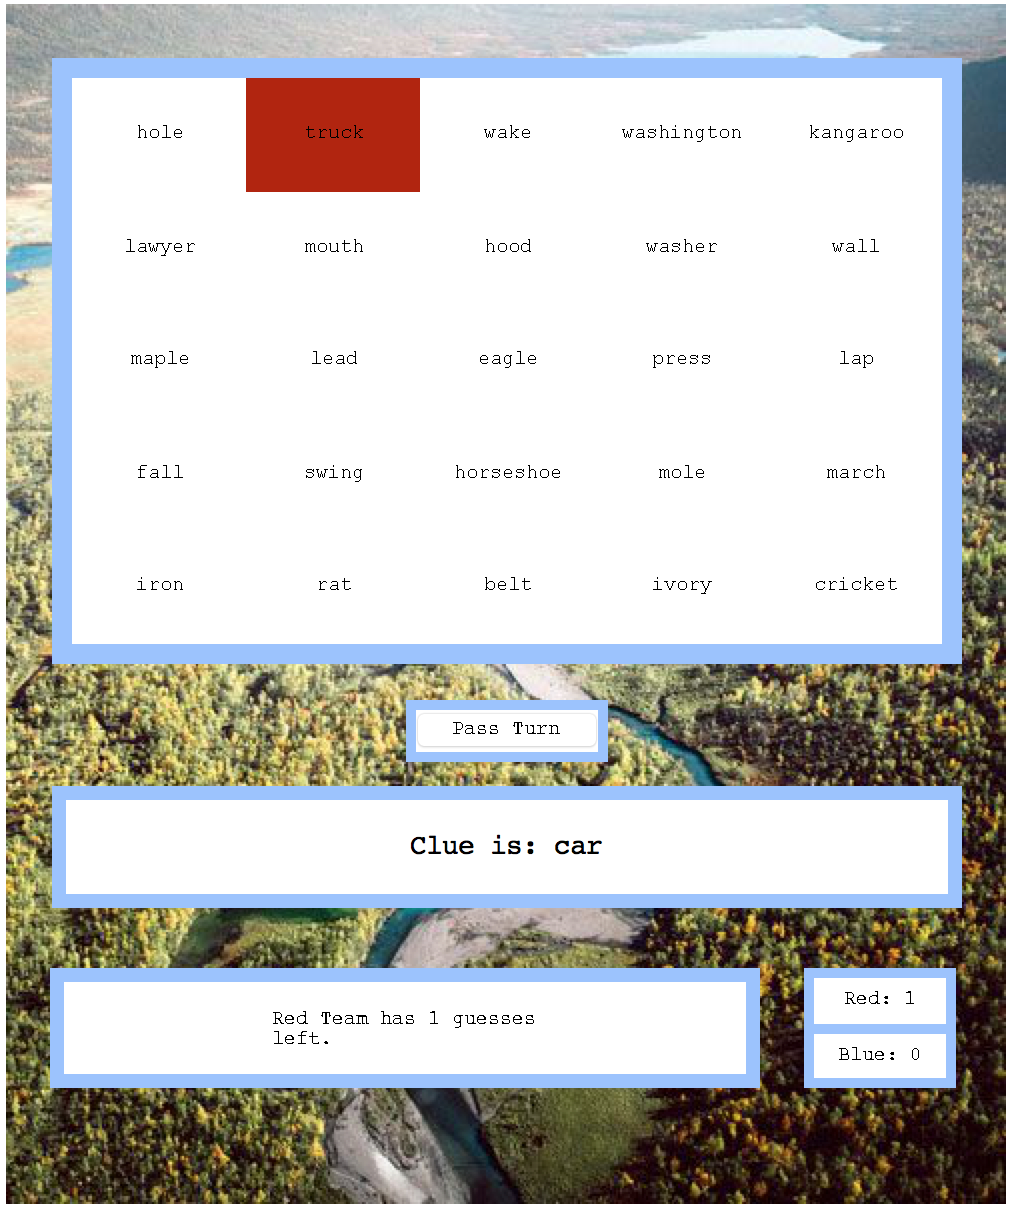 hole truck wake washington kangaroo
lawyer mouth hood washer wall
maple lead eagle press lap
fall swing horseshoe mole march
iron rat belt ivory cricket
Pass Turn
Clue is: car
Red Team has 1 guesses
left.
Red: 1
Blue: 0